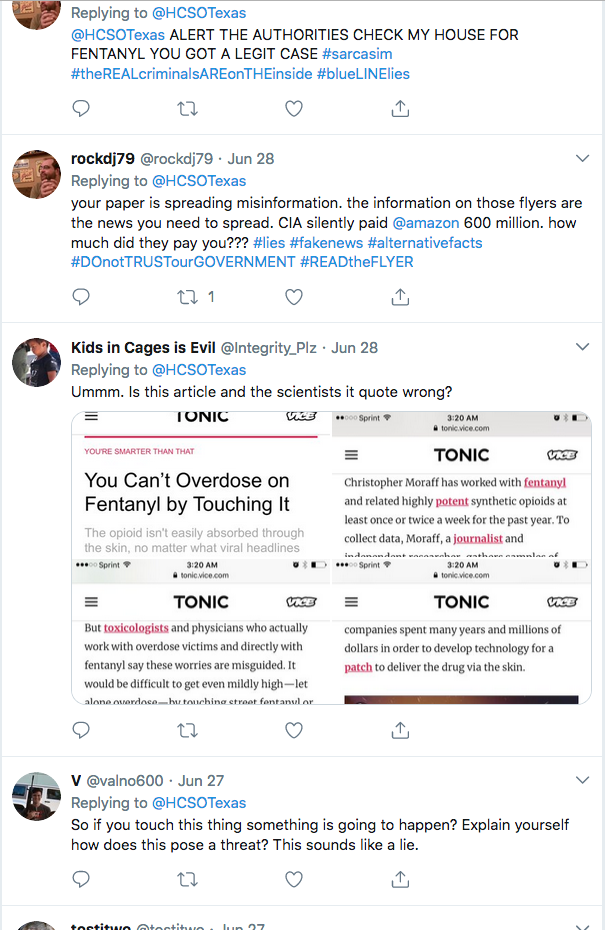 Replying to @HCSOTexas
@HCSOTexas ALERT THE AUTHORITIES CHECK MY HOUSE FOR
FENTANYL YOU GOT A LEGIT CASE #sarcasim
#theREALcriminalsAREonTHEinside #blueLINElies
rockdj79 @rockdj79 · Jun 28
Replying to @HCSOTexas
your paper is spreading misinformation. the information on those flyers are
the news you need to spread. CIA silently paid @amazon 600 million. how
much did they pay you??? #lies #fakenews #alternativefacts
#DOnotTRUSTourGOVERNMENT #READtheFLYER
1
Kids in Cages is Evil @Integrity_Plz · Jun 28
Replying to @HCSOTexas
Ummm. Is this article and the scientists it quote wrong?
TONIC VICE
YOU'RE SMARTER THAN THAT
You Can't Overdose on
Fentanyl by Touching It
The opioid isn't easily absorbed through
the skin, no matter what viral headlines
Sprint 3:20 AM
tonic.vice.com
TONIC VICE
Christopher Moraff has worked with fentanyl
and related highly potent synthetic opioids at
least once or twice a week for the past year. To
collect data, Moraff, a journalist and
independent researcher, gathers samples of
Sprint 3:20 AM
tonic.vice.com
TONIC VICE
But toxicologists and physicians who actually
work with overdose victims and directly with
fentanyl say these worries are misguided. It
would be difficult to get even mildly high—let
alone overdose—by touching street fentanyl or
Sprint 3:20 AM
tonic.vice.com
TONIC VICE
companies spent many years and millions of
dollars in order to develop technology for a
patch to deliver the drug via the skin.
V @valno600 · Jun 27
Replying to @HCSOTexas
So if you touch this thing something is going to happen? Explain yourself
how does this pose a threat? This sounds like a lie.
tostitwo @tostitwo · Jun 27